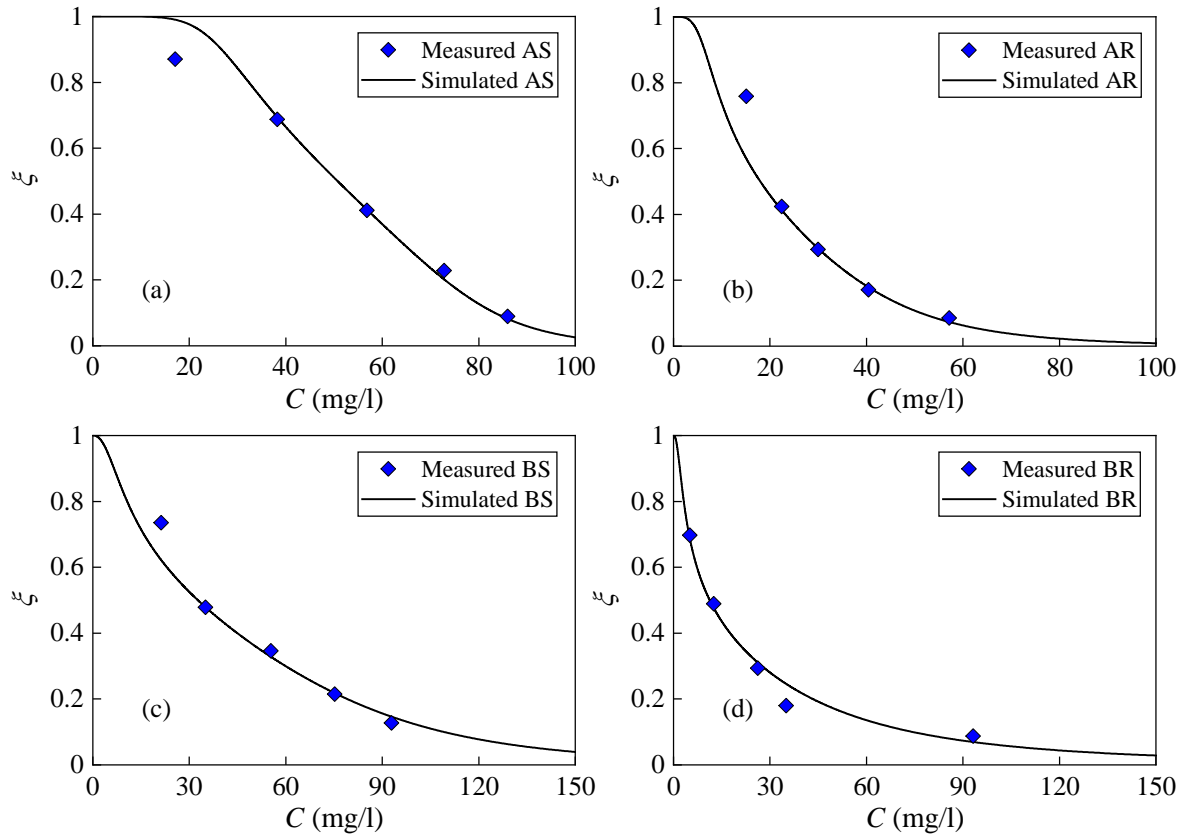 1
0.8
0.6
0.4
0.2
0
ξ
Measured AS
Simulated AS
(a)
0 20 40 60 80 100
C (mg/l)
1
0.8
0.6
0.4
0.2
0
ξ
Measured AR
Simulated AR
(b)
0 20 40 60 80 100
C (mg/l)
1
0.8
0.6
0.4
0.2
0
ξ
Measured BS
Simulated BS
(c)
0 30 60 90 120 150
C (mg/l)
1
0.8
0.6
0.4
0.2
0
ξ
Measured BR
Simulated BR
(d)
0 30 60 90 120 150
C (mg/l)